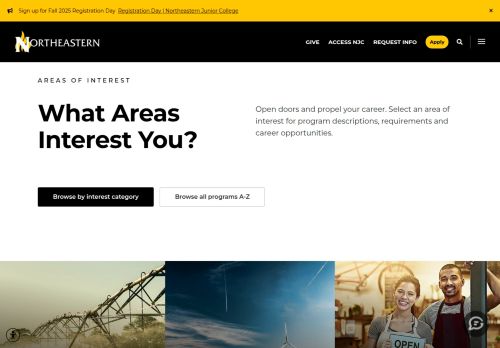 Sign up for Fall 2025 Registration Day Registration Day | Northeastern Junior College ×
NORTHEASTERN
GIVE ACCESS NJC REQUEST INFO Apply
AREAS OF INTEREST
What Areas
Interest You?
Open doors and propel your career. Select an area of
interest for program descriptions, requirements and
career opportunities.
Browse by interest category Browse all programs A-Z
OPEN